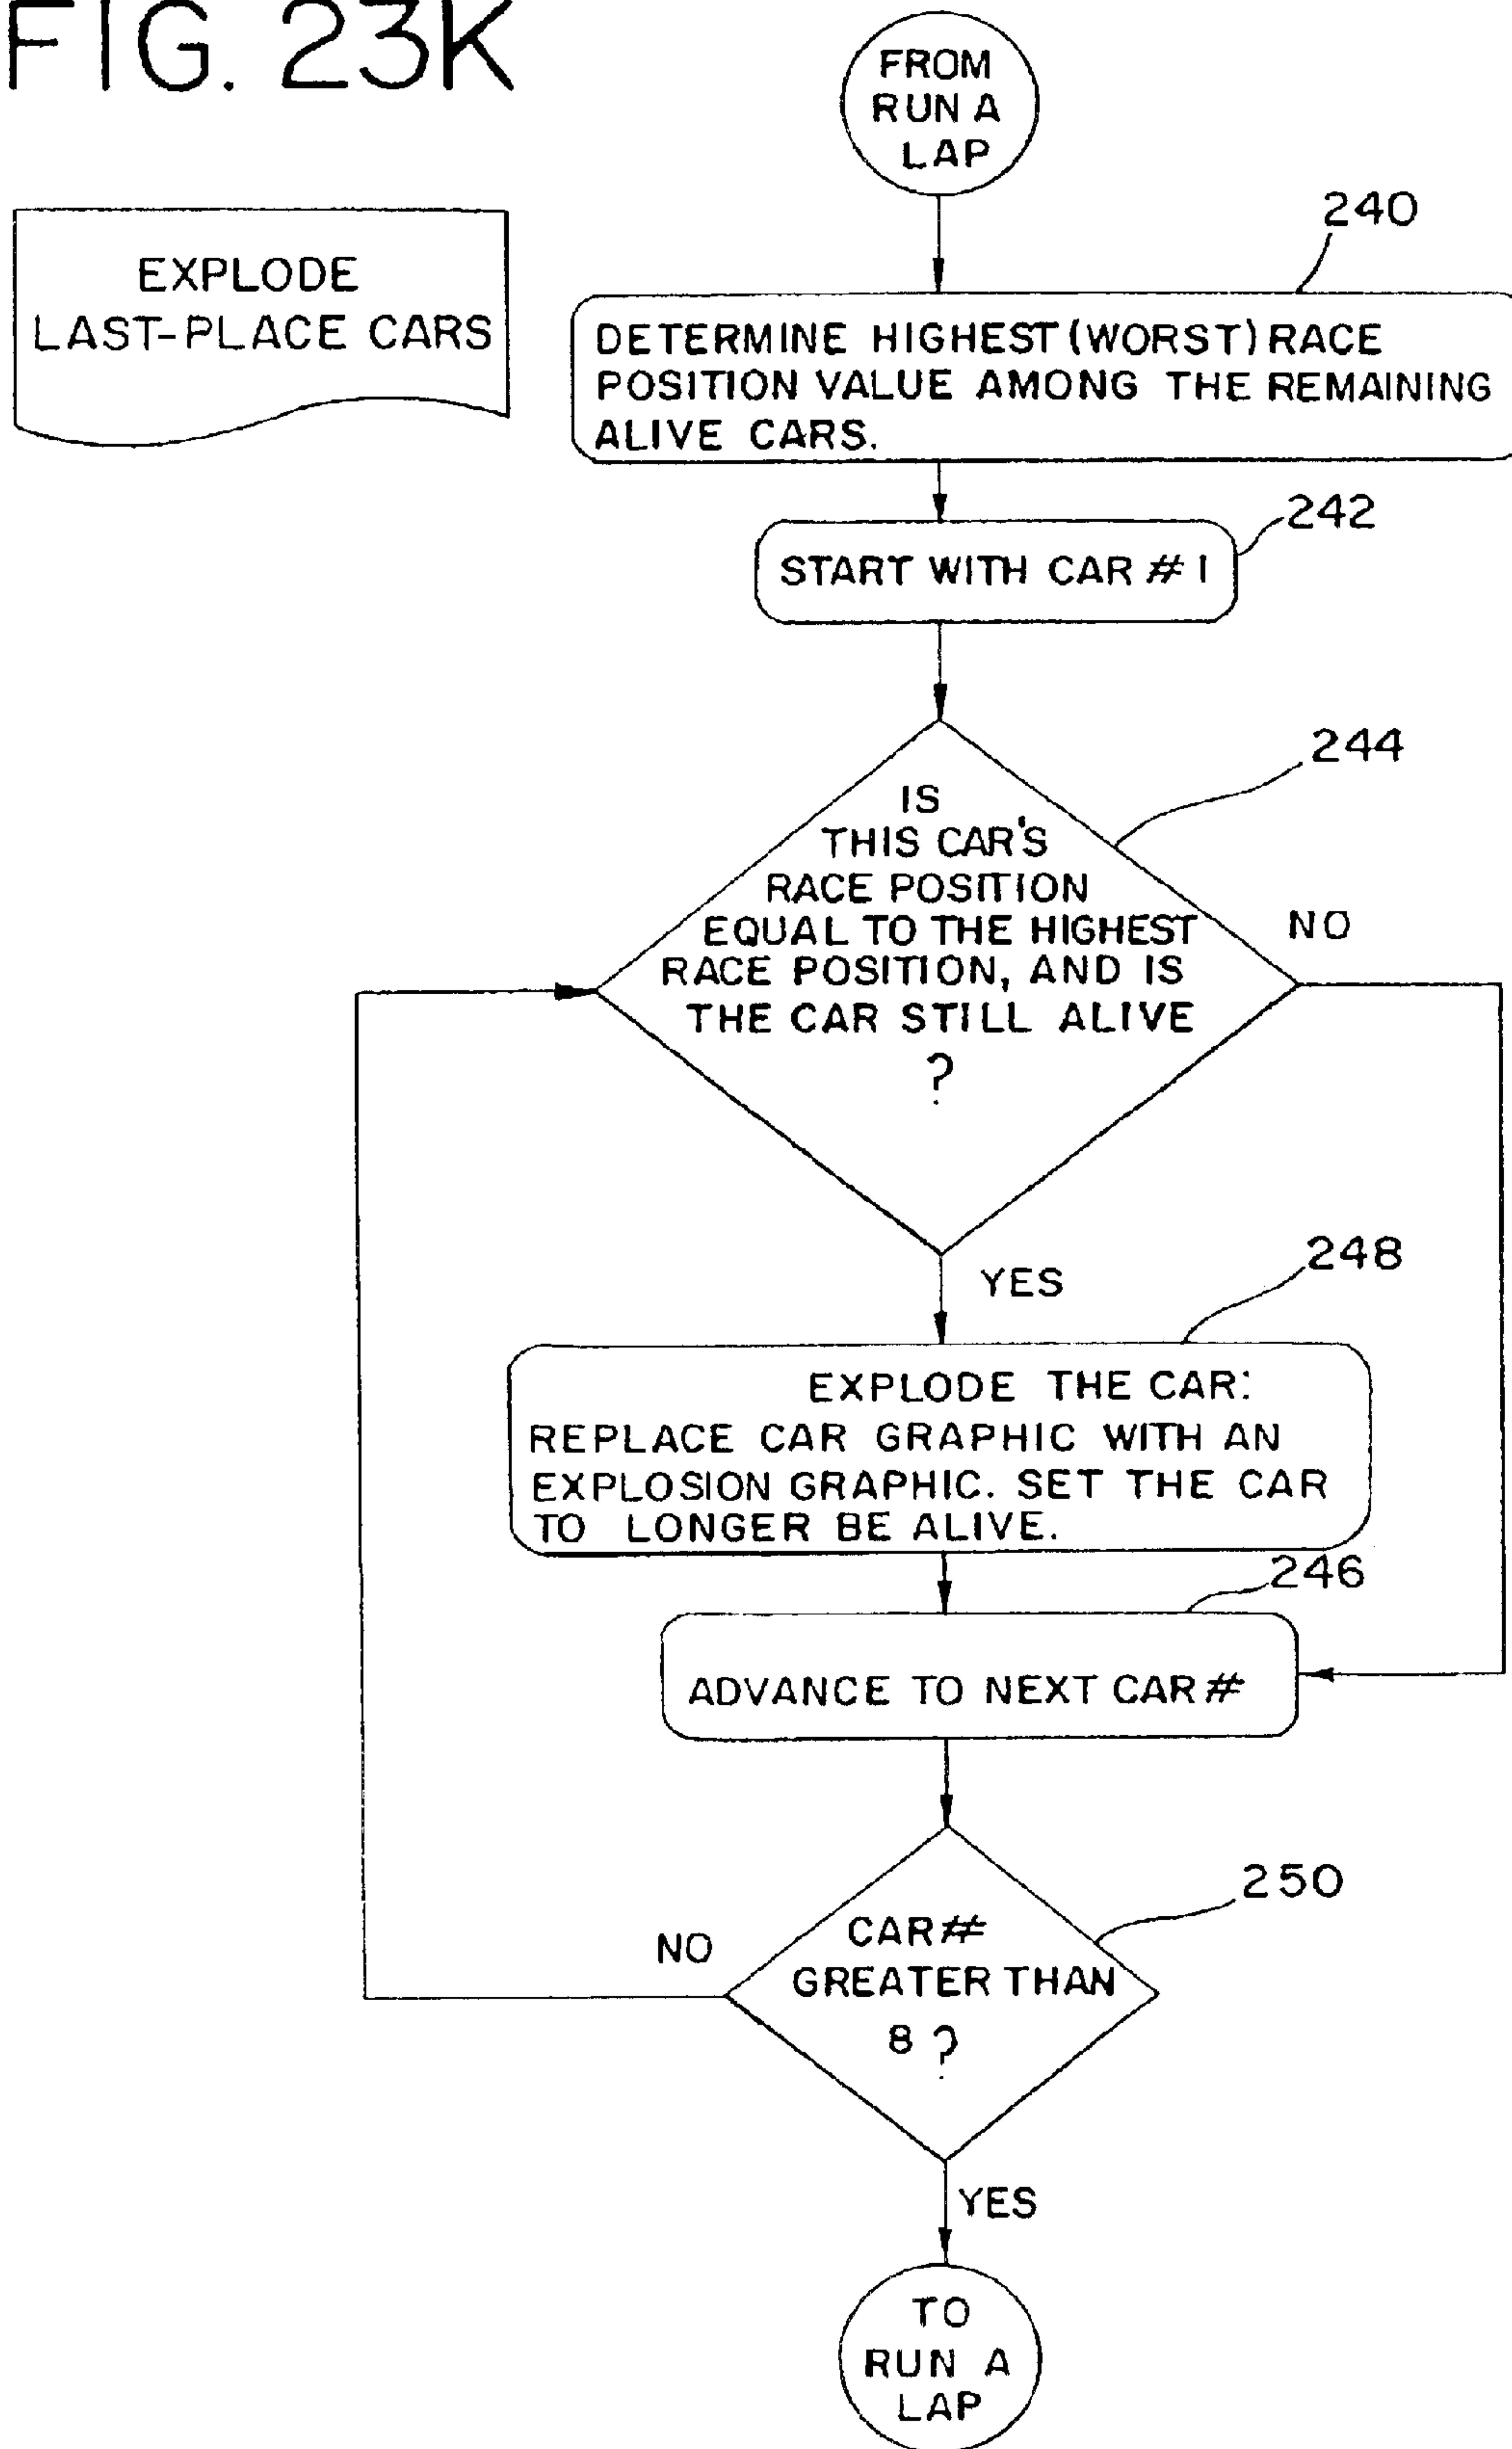 FIG. 23K
FROM
RUN A
LAP
EXPLODE
LAST-PLACE CARS
240
DETERMINE HIGHEST (WORST) RACE
POSITION VALUE AMONG THE REMAINING
ALIVE CARS.
242
START WITH CAR # 1
244
IS
THIS CAR'S
RACE POSITION
EQUAL TO THE HIGHEST
RACE POSITION, AND IS
THE CAR STILL ALIVE
?
NO
YES
248
EXPLODE THE CAR:
REPLACE CAR GRAPHIC WITH AN
EXPLOSION GRAPHIC. SET THE CAR
TO LONGER BE ALIVE.
246
ADVANCE TO NEXT CAR #
250
CAR #
GREATER THAN
8 ?
NO
YES
TO
RUN A
LAP